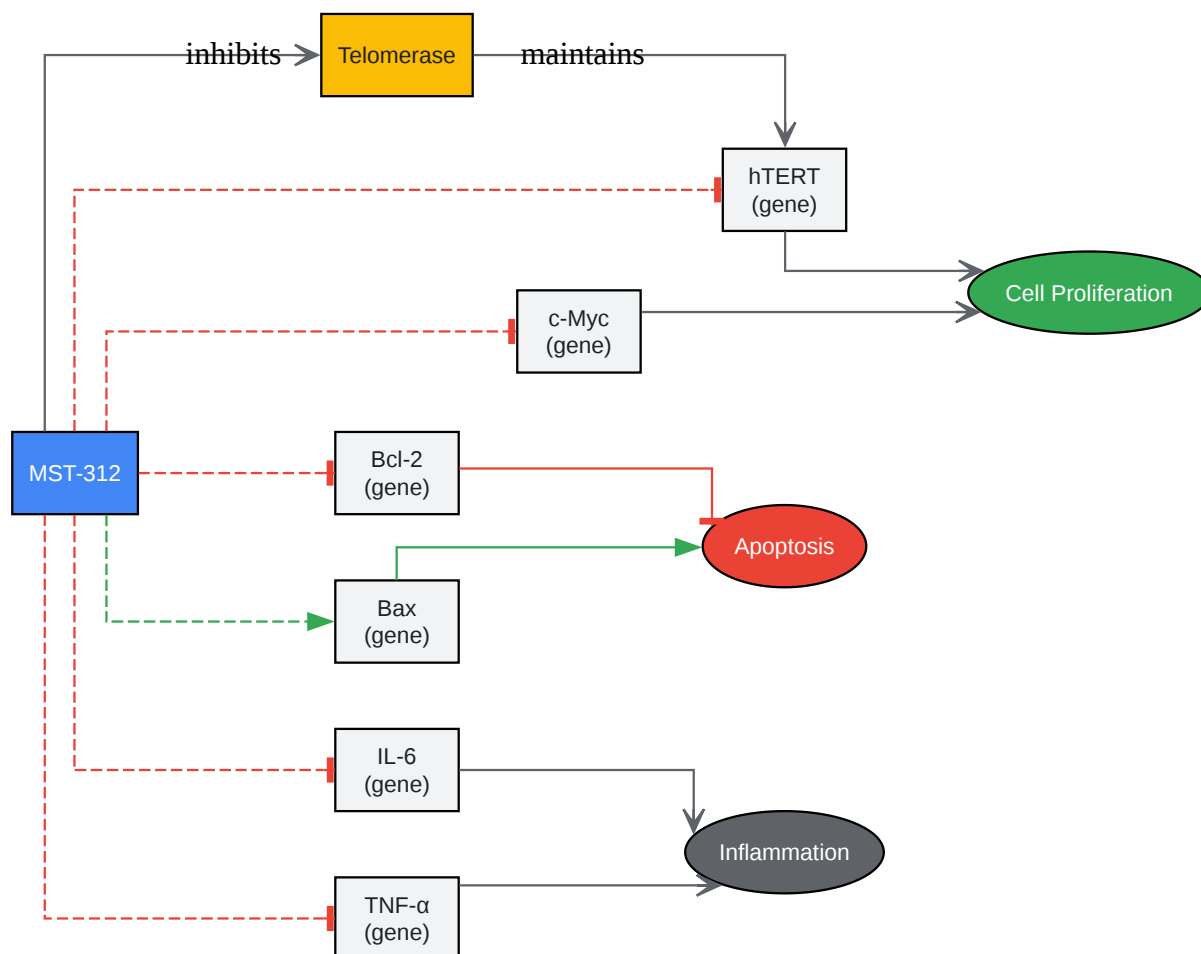 inhibits
Telomerase
maintains
hTERT
(gene)
Cell Proliferation
c-Myc
(gene)
MST-312
Bcl-2
(gene)
Apoptosis
Bax
(gene)
IL-6
(gene)
Inflammation
TNF-α
(gene)